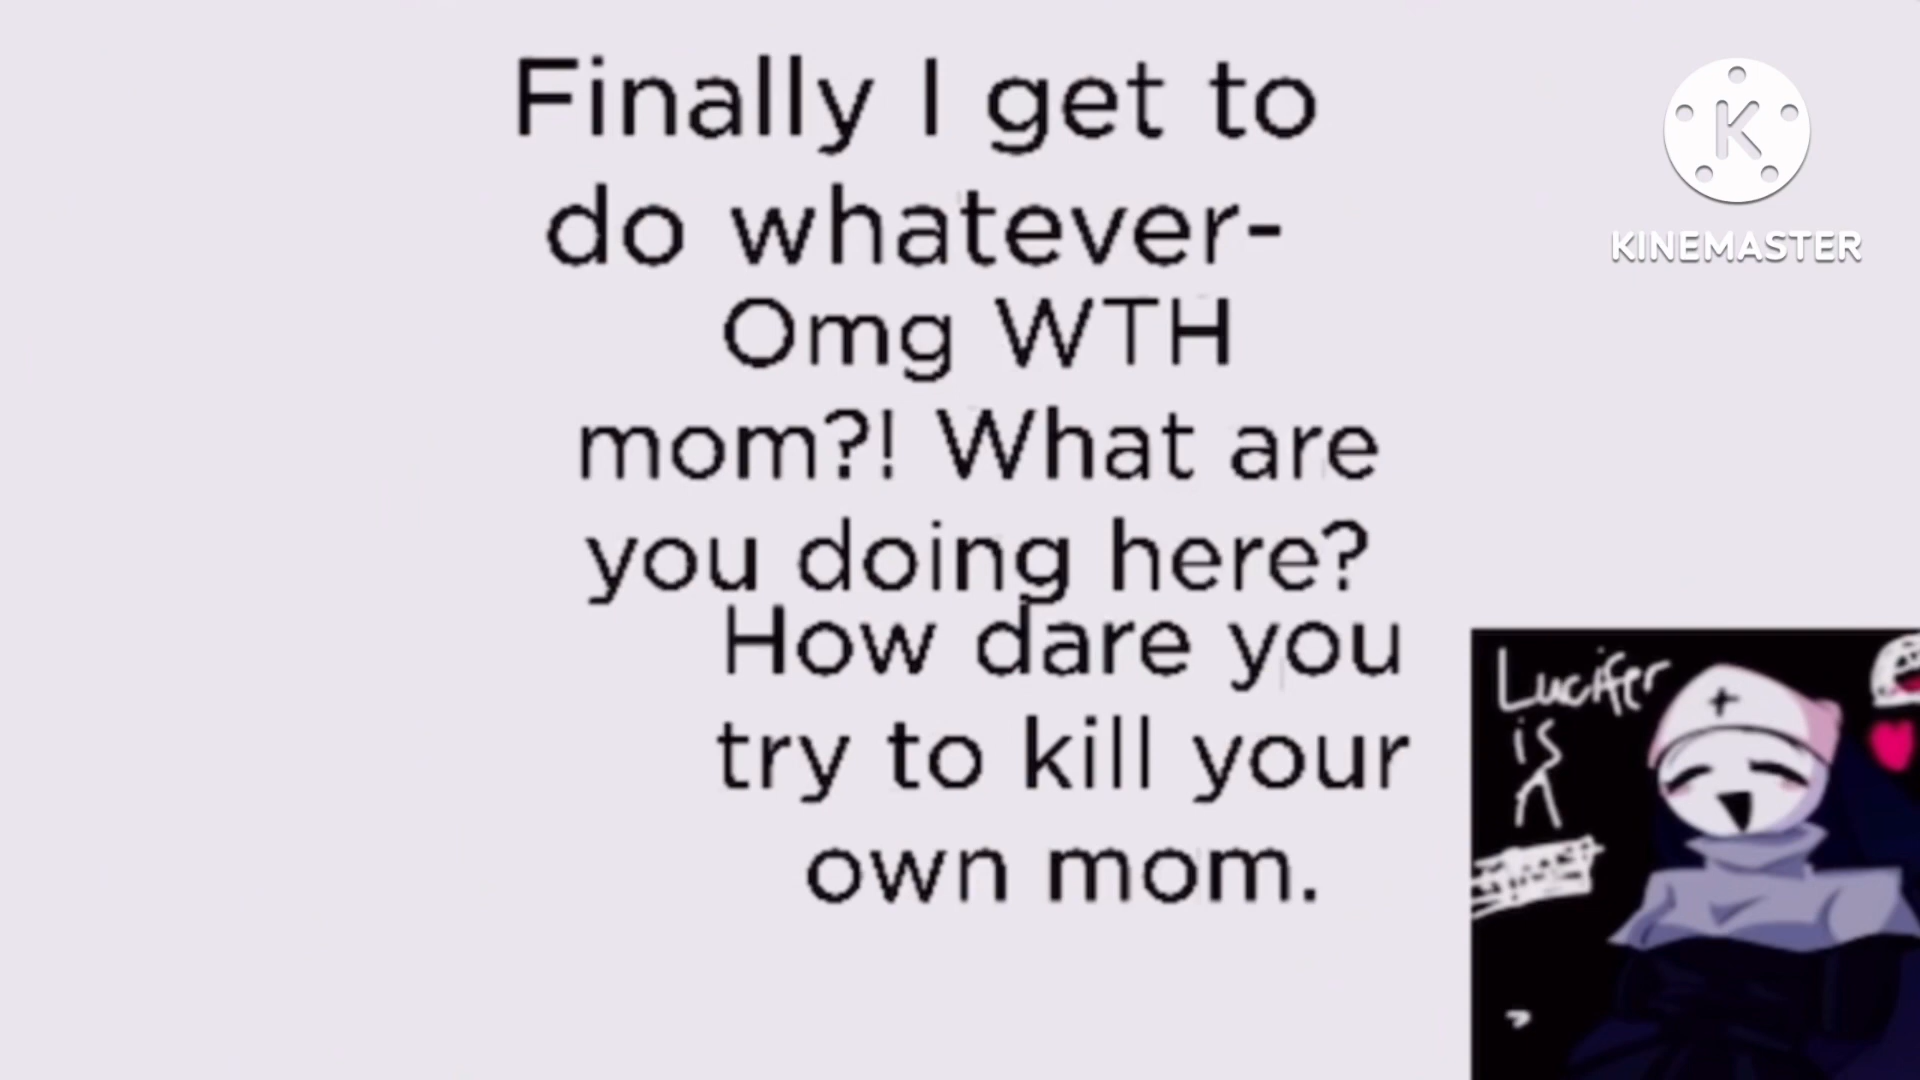 Finally I get to
do whatever-
Omg WTH
mom?! What are
you doing here?
How dare you
try to kill your
own mom.
K
KINEMASTER
Lucifer
is
A